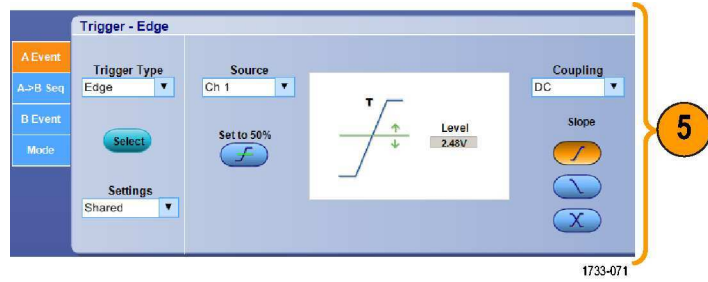 Trigger - Edge
A Event
A->B Seq
B Event
Mode
Trigger Type
Edge
Select
Settings
Shared
Source
Ch 1
Set to 50%
T
Level
2.48V
Coupling
DC
Slope
5
1733-071